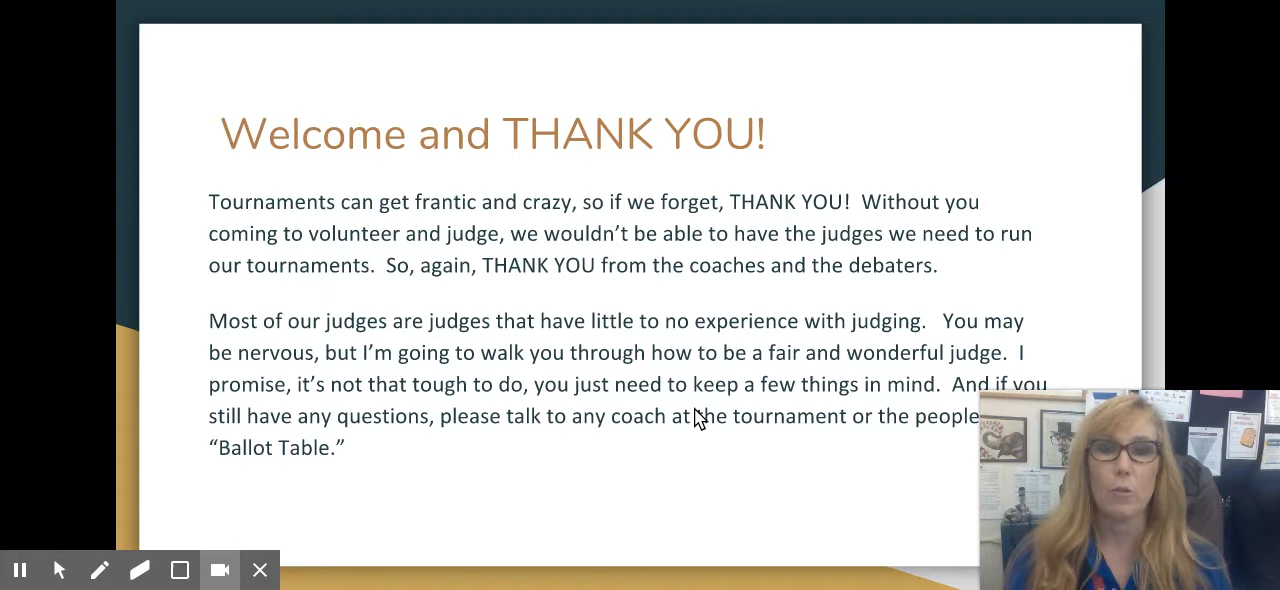 Welcome and THANK YOU!
Tournaments can get frantic and crazy, so if we forget, THANK YOU!  Without you
coming to volunteer and judge, we wouldn’t be able to have the judges we need to run
our tournaments.  So, again, THANK YOU from the coaches and the debaters.
Most of our judges are judges that have little to no experience with judging.   You may
be nervous, but I’m going to walk you through how to be a fair and wonderful judge.  I
promise, it’s not that tough to do, you just need to keep a few things in mind.  And if you
still have any questions, please talk to any coach at the tournament or the people
“Ballot Table.”